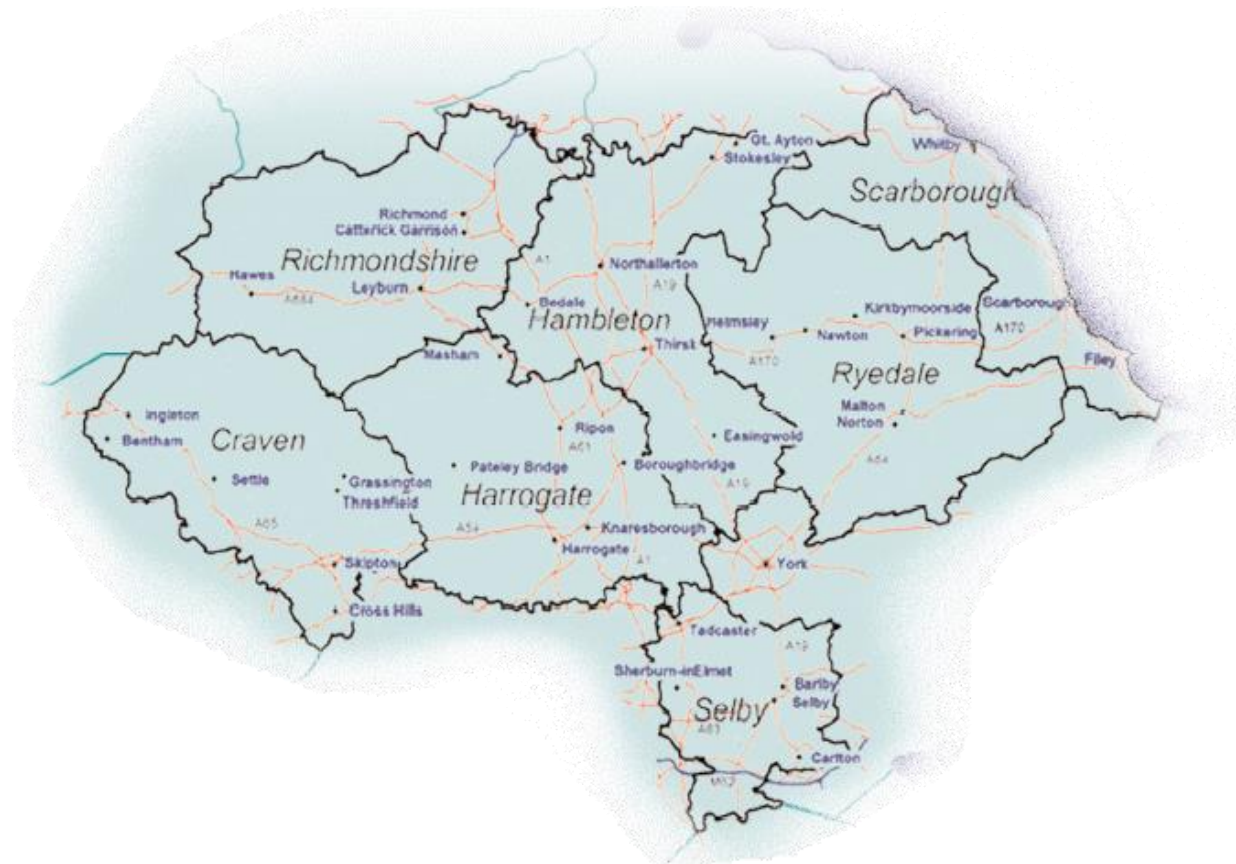 Gt. Ayton
Stokesley
Whitby
Scarborough
Richmond
Catterick Garrison
Richmondshire
A1
Northallerton
A19
Hawes
A684
Leyburn
Bedale
Hambleton
Scarborough
Kirkbymoorside
A170
Helmsley
Newton
Pickering
Thirsk
Masham
A170
Filey
Ryedale
Malton
Norton
Ingleton
Bentham
Craven
Ripon
A61
Easingwold
A64
Settle
Grassington
Threshfield
Pateley Bridge
Boroughbridge
Harrogate
A19
A65
A59
Knaresborough
Harrogate
A1
Skipton
York
Cross Hills
Tadcaster
A19
Sherburn-inElmet
Barlby
Selby
Selby
A63
Carlton
M62